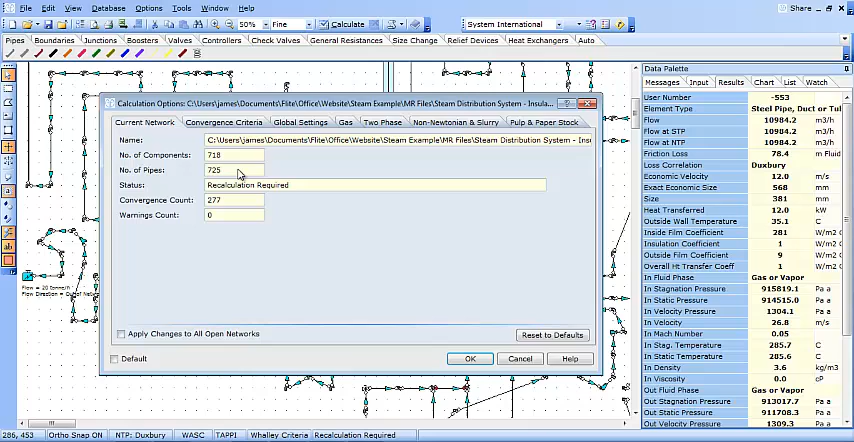 File Edit View Database Options Tools Window Help Share
50% Fine Calculate System International
Pipes Boundaries Junctions Boosters Valves Controllers Check Valves General Resistances Size Change Relief Devices Heat Exchangers Auto
Data Palette
Messages Input Results Chart List Watch
Calculation Options: C:\Users\james\Documents\Flite\Office\Website\Steam Example\MR Files\Steam Distribution System - Insula...
Current Network Convergence Criteria Global Settings Gas Two Phase Non-Newtonian & Slurry Pulp & Paper Stock
Name: C:\Users\james\Documents\Flite\Office\Website\Steam Example\MR Files\Steam Distribution System - Ins
No. of Components: 718
No. of Pipes: 725
Status: Recalculation Required
Convergence Count: 277
Warnings Count: 0
Apply Changes to All Open Networks Reset to Defaults
Default OK Cancel Help
Flow = 20 tonne/h
Flow Direction = Out of Netwo
User Number -553
Element Type Steel Pipe, Duct or Tul
Flow 10984.2 m3/h
Flow at STP 10984.2 m3/h
Flow at NTP 10984.2 m3/h
Friction Loss 78.4 m Fluid
Loss Correlation Duxbury
Economic Velocity 12.0 m/s
Exact Economic Size 568 mm
Size 381 mm
Heat Transferred 12.0 kW
Outside Wall Temperature 35.1 C
Inside Film Coefficient 281 W/m2 C
Insulation Coefficient 1 W/m2 C
Outside Film Coefficient 9 W/m2 C
Overall Ht Transfer Coeff 1 W/m2 C
In Fluid Phase Gas or Vapor
In Stagnation Pressure 915819.1 Pa a
In Static Pressure 914515.0 Pa a
In Velocity Pressure 1304.1 Pa
In Velocity 26.8 m/s
In Mach Number 0.05
In Stag. Temperature 285.7 C
In Static Temperature 285.6 C
In Density 3.6 kg/m3
In Viscosity 0.0 cP
Out Fluid Phase Gas or Vapor
Out Stagnation Pressure 913017.7 Pa a
Out Static Pressure 911708.3 Pa a
Out Velocity Pressure 1309.3 Pa
286, 453 Ortho Snap ON NTP: Duxbury WASC TAPPI Whalley Criteria Recalculation Required